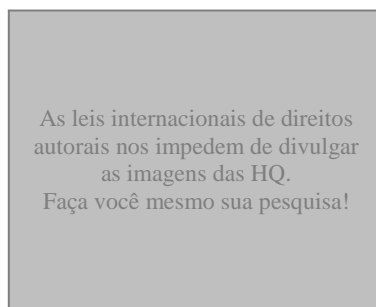 As leis internacionais de direitos
autorais nos impedem de divulgar
as imagens das HQ.
Faça você mesmo sua pesquisa!